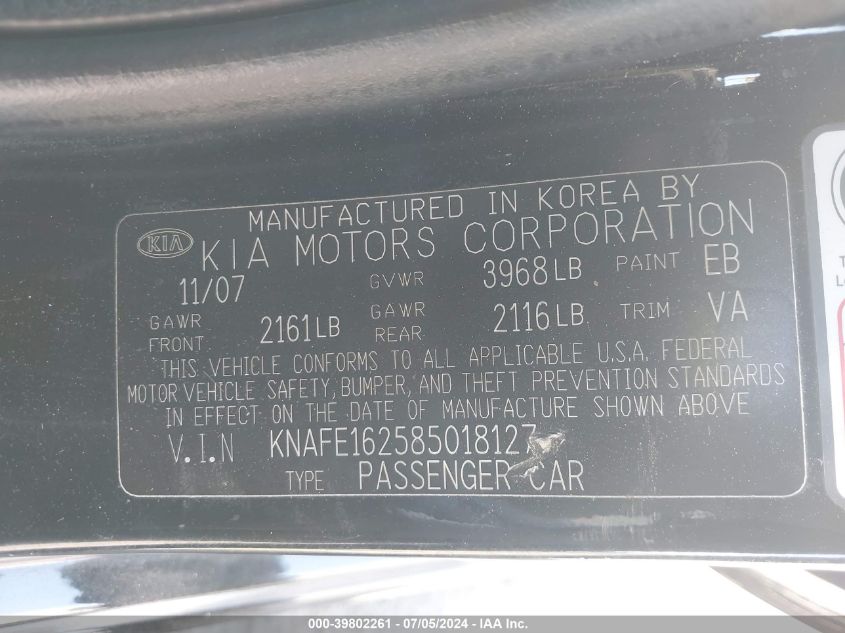 MANUFACTURED IN KOREA BY
KIA KIA MOTORS CORPORATION
11/07 GVWR 3968LB PAINT EB
GAWR FRONT 2161LB GAWR REAR 2116LB TRIM VA
THIS VEHICLE CONFORMS TO ALL APPLICABLE U.S.A. FEDERAL
MOTOR VEHICLE SAFETY, BUMPER, AND THEFT PREVENTION STANDARDS
IN EFFECT ON THE DATE OF MANUFACTURE SHOWN ABOVE
V.I.N KNAFE162585018127
TYPE PASSENGER CAR
000-39802261 - 07/05/2024 - IAA Inc.